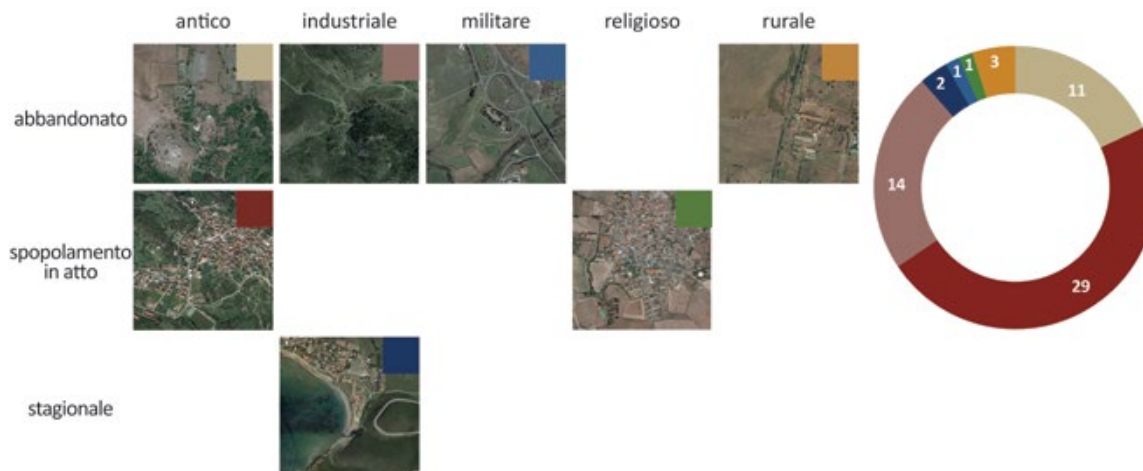 antico
industriale
militare
religioso
rurale
abbandonato
spopolamento
in atto
stagionale
2
1
1
3
11
14
29